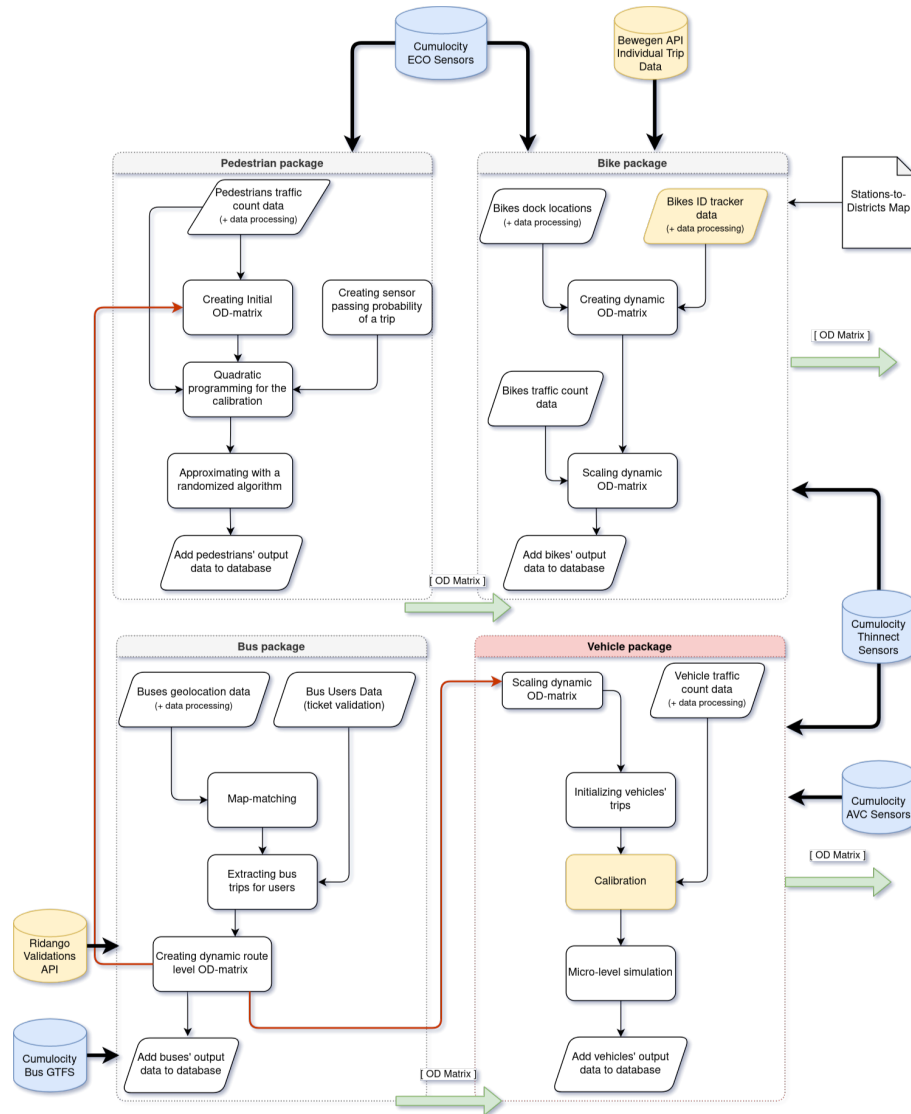 Cumulocity
ECO Sensors
Bewegen API
Individual Trip
Data
Pedestrian package
Pedestrians traffic
count data
(+ data processing)
Creating Initial
OD-matrix
Creating sensor
passing probability
of a trip
Quadratic
programming for the
calibration
Approximating with a
randomized algorithm
Add pedestrians' output
data to database
[ OD Matrix ]
Bike package
Bikes dock locations
(+ data processing)
Bikes ID tracker
data
(+ data processing)
Creating dynamic
OD-matrix
Bikes traffic count
data
Scaling dynamic
OD-matrix
Add bikes' output
data to database
Stations-to-
Districts Map
[ OD Matrix ]
Cumulocity
Thinnect
Sensors
Bus package
Buses geolocation data
(+ data processing)
Bus Users Data
(ticket validation)
Map-matching
Extracting bus
trips for users
Creating dynamic route
level OD-matrix
Add buses' output
data to database
Ridango
Validations
API
Cumulocity
Bus GTFS
[ OD Matrix ]
Vehicle package
Scaling dynamic
OD-matrix
Vehicle traffic
count data
(+ data processing)
Initializing vehicles'
trips
Calibration
Micro-level simulation
Add vehicles' output
data to database
Cumulocity
AVC Sensors
[ OD Matrix ]